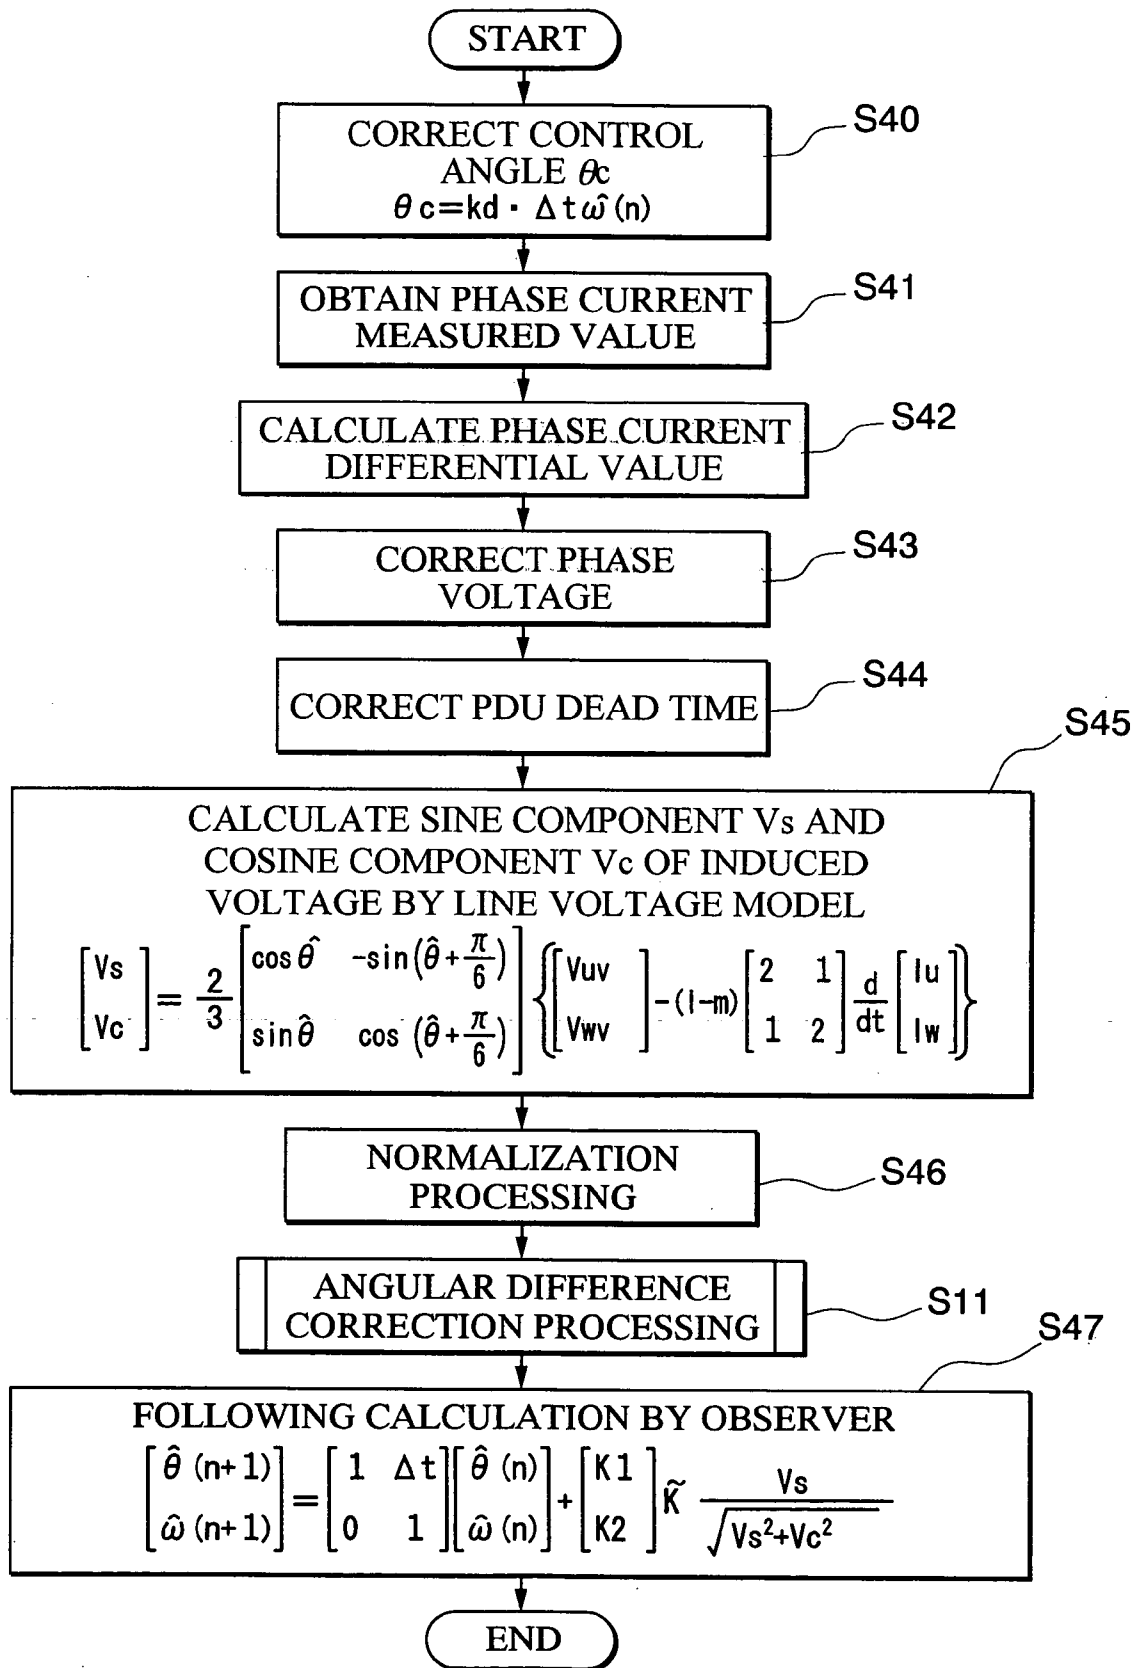 START
CORRECT CONTROL
ANGLE θc
θc=kd・Δtω̂(n)
S40
OBTAIN PHASE CURRENT
MEASURED VALUE
S41
CALCULATE PHASE CURRENT
DIFFERENTIAL VALUE
S42
CORRECT PHASE
VOLTAGE
S43
CORRECT PDU DEAD TIME
S44
S45
CALCULATE SINE COMPONENT Vs AND
COSINE COMPONENT Vc OF INDUCED
VOLTAGE BY LINE VOLTAGE MODEL
[Vs Vc] = 2/3 [cos θ̂ -sin(θ̂+π/6) sin θ̂ cos (θ̂+π/6)] {[Vuv Vwv] -(l-m) [2 1 1 2] d/dt [Iu Iw]}
NORMALIZATION
PROCESSING
S46
ANGULAR DIFFERENCE
CORRECTION PROCESSING
S11
S47
FOLLOWING CALCULATION BY OBSERVER
[θ̂(n+1) ω̂(n+1)] = [1 Δt 0 1] [θ̂(n) ω̂(n)] + [K1 K2] K̃ Vs/√(Vs²+Vc²)
END